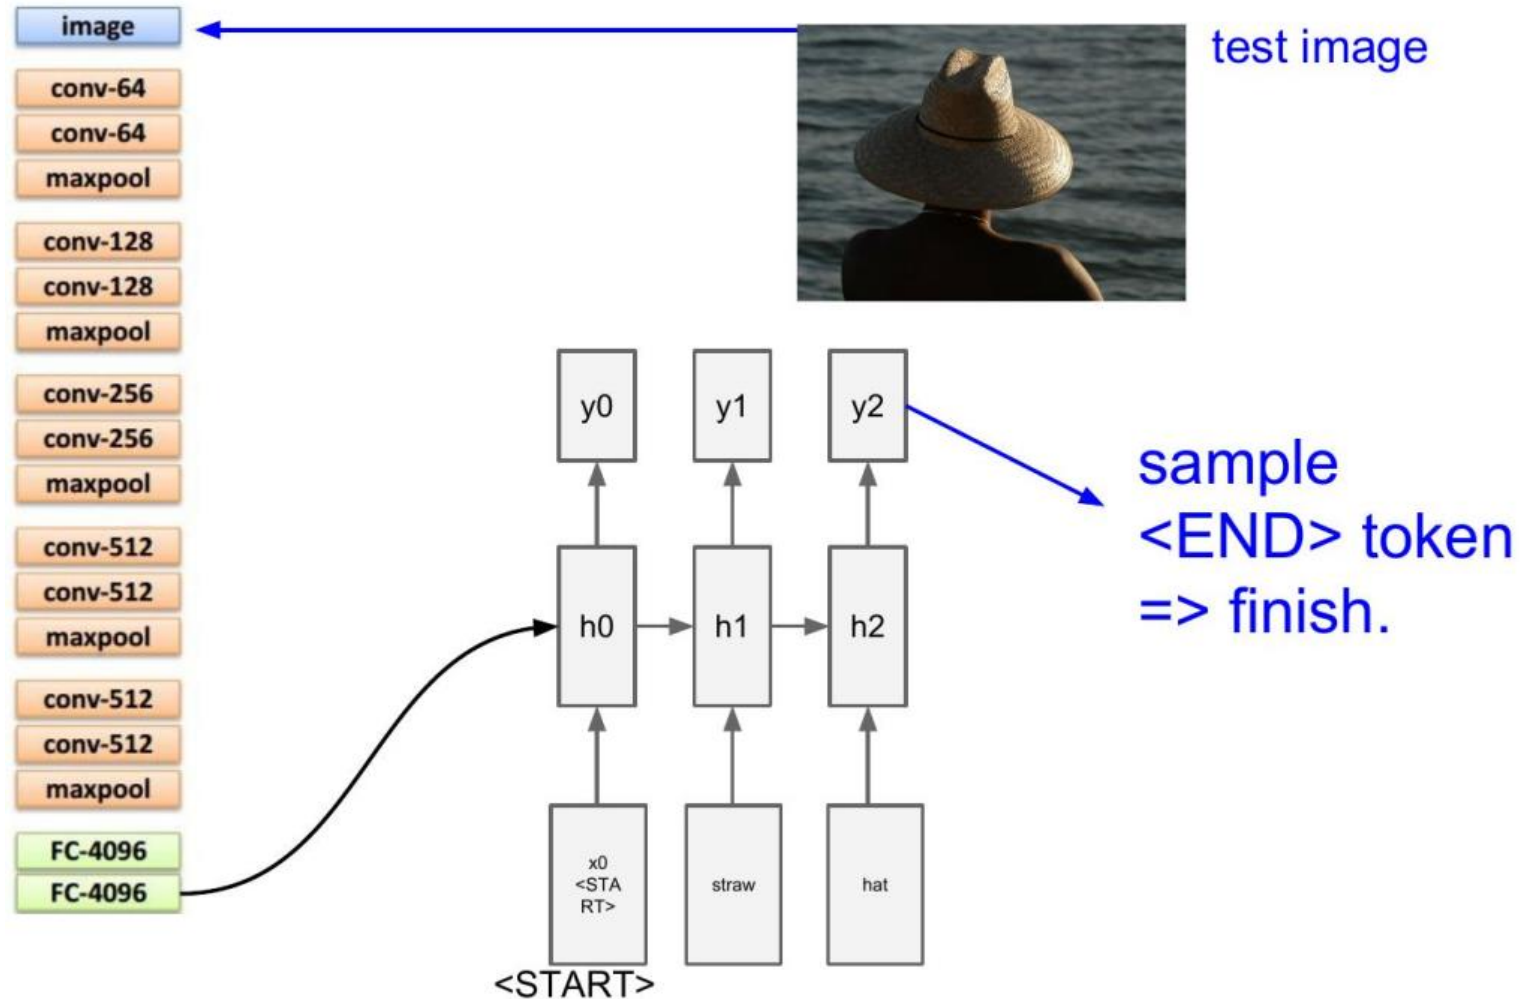 image
conv-64
conv-64
maxpool
conv-128
conv-128
maxpool
conv-256
conv-256
maxpool
conv-512
conv-512
maxpool
conv-512
conv-512
maxpool
FC-4096
FC-4096
test image
y0
y1
y2
sample
<END> token
=> finish.
h0
h1
h2
x0
<STA
RT>
straw
hat
<START>